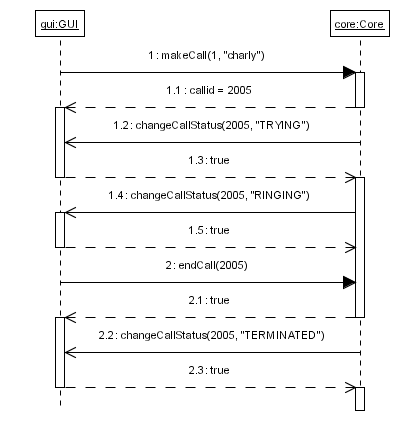 gui:GUI
core:Core
1: makeCall(1, "charly")
1.1: callid = 2005
1.2: changeCallStatus(2005, "TRYING")
1.3: true
1.4: changeCallStatus(2005, "RINGING")
1.5: true
2: endCall(2005)
2.1: true
2.2: changeCallStatus(2005, "TERMINATED")
2.3: true